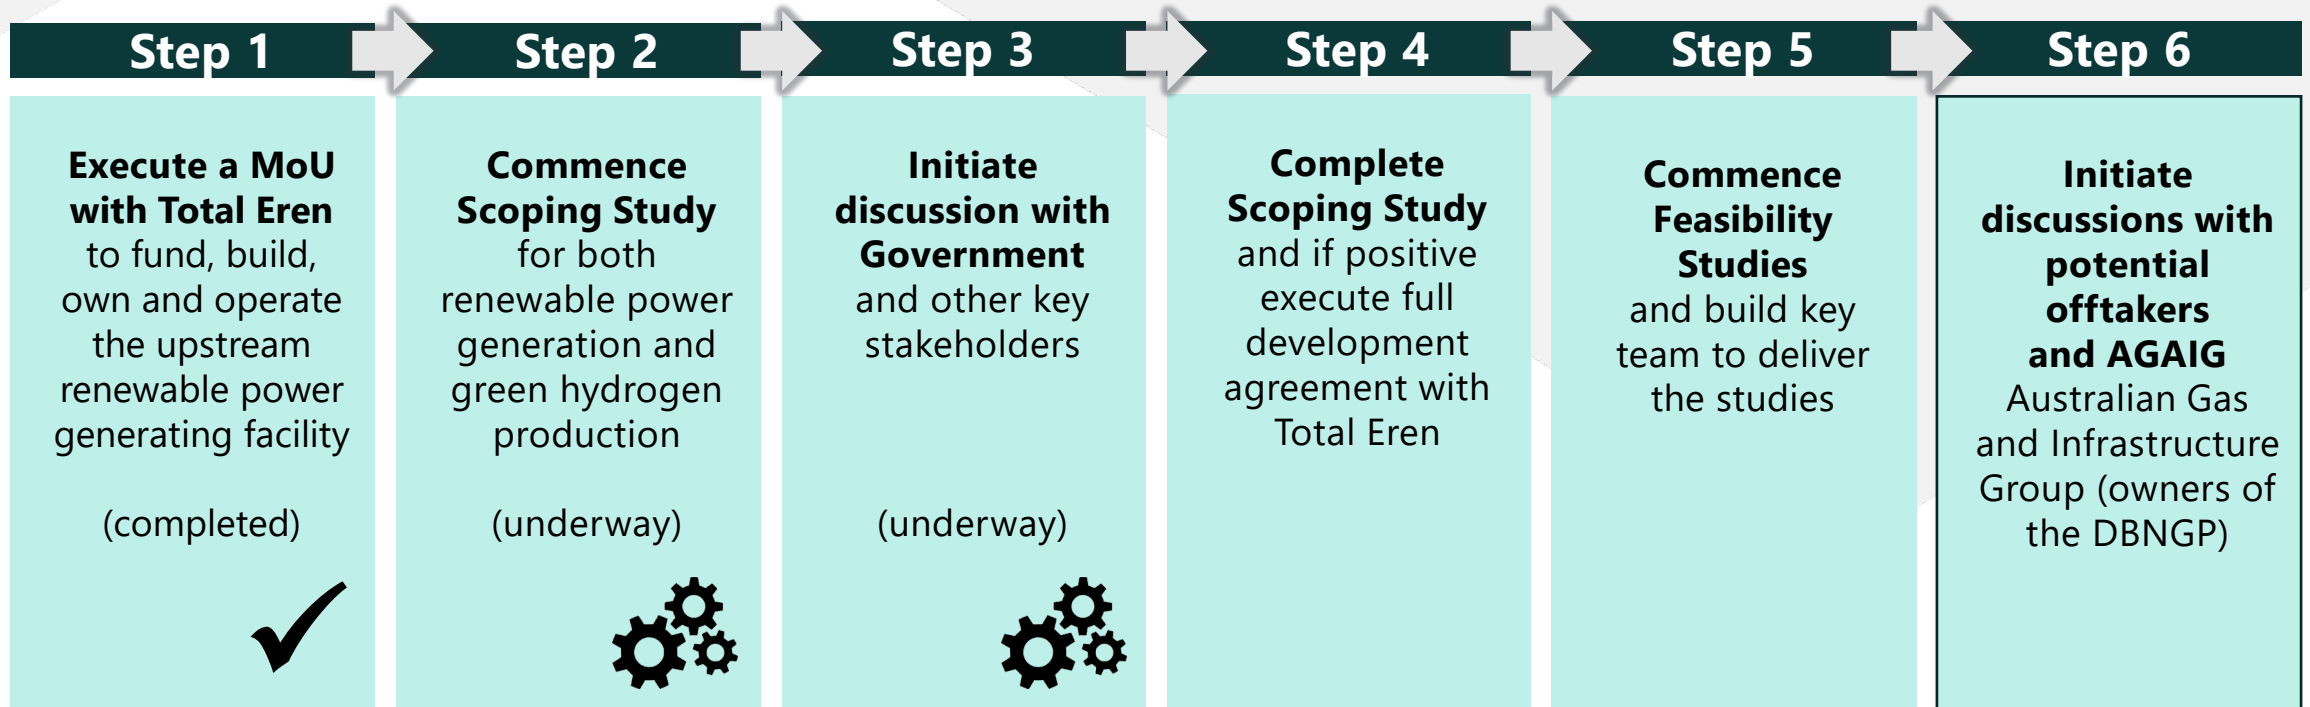 Step 1
Execute a MoU
with Total Eren
to fund, build,
own and operate
the upstream
renewable power
generating facility
(completed)
Step 2
Commence
Scoping Study
for both
renewable power
generation and
green hydrogen
production
(underway)
Step 3
Initiate
discussion with
Government
and other key
stakeholders
(underway)
Step 4
Complete
Scoping Study
and if positive
execute full
development
agreement with
Total Eren
Step 5
Commence
Feasibility
Studies
and build key
team to deliver
the studies
Step 6
Initiate
discussions with
potential
offtakers
and AGAIG
Australian Gas
and Infrastructure
Group (owners of
the DBNGP)